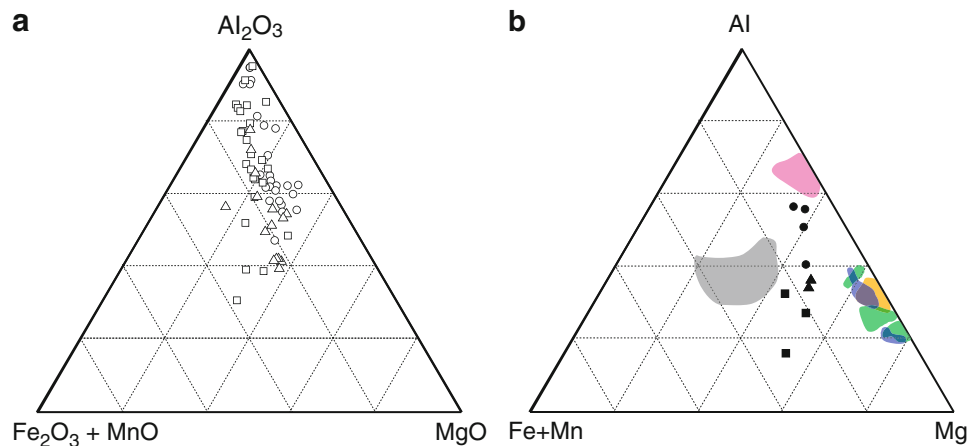 a
Al₂O₃
Fe₂O₃ + MnO
MgO
b
Al
Fe+Mn
Mg